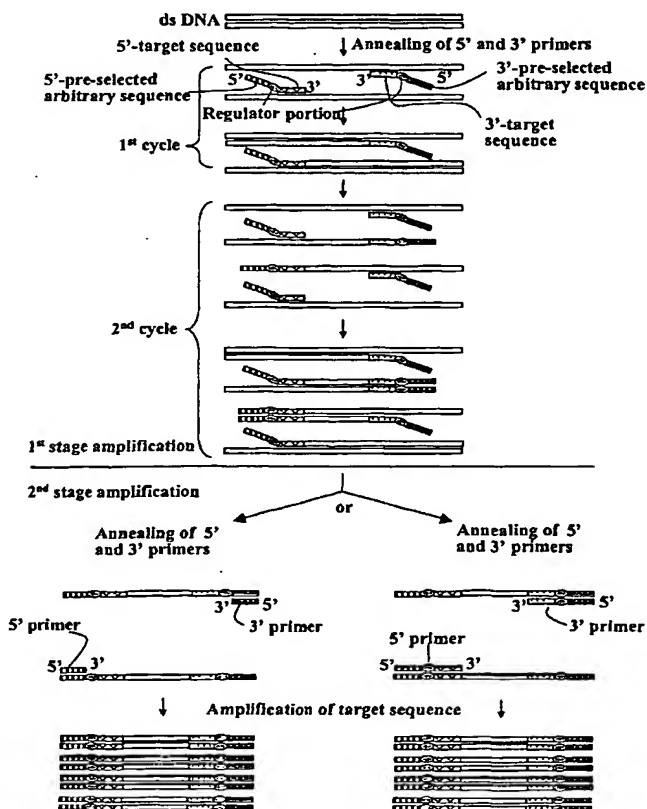 ds DNA
5'-target sequence
Annealing of 5' and 3' primers
5'-pre-selected
arbitrary sequence
5'
3'
3'
5'
3'-pre-selected
arbitrary sequence
Regulator portion
3'-target
sequence
1st cycle
2nd cycle
1st stage amplification
2nd stage amplification
or
Annealing of 5'
and 3' primers
Annealing of 5'
and 3' primers
3' 5'
3' primer
3' 5'
3' primer
5' primer
5' 3'
5' primer
5' 3'
Amplification of target sequence